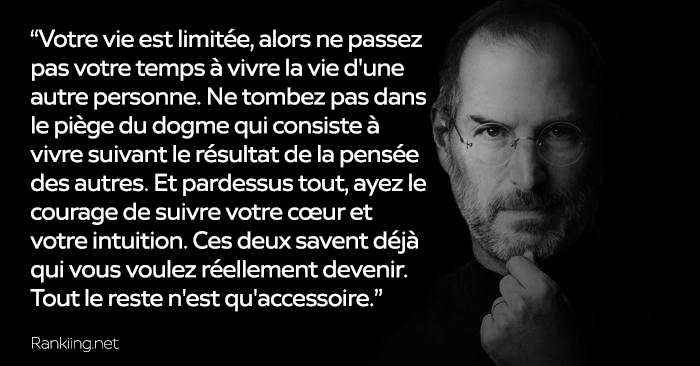 “Votre vie est limitée, alors ne passez
pas votre temps à vivre la vie d'une
autre personne. Ne tombez pas dans
le piège du dogme qui consiste à
vivre suivant le résultat de la pensée
des autres. Et pardessus tout, ayez le
courage de suivre votre cœur et
votre intuition. Ces deux savent déjà
qui vous voulez réellement devenir.
Tout le reste n'est qu'accessoire.”
Rankiing.net